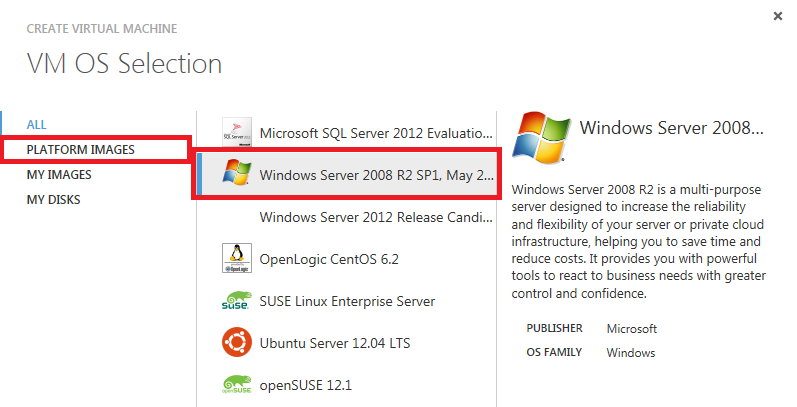 CREATE VIRTUAL MACHINE
VM OS Selection
ALL
PLATFORM IMAGES
MY IMAGES
MY DISKS
Microsoft SQL Server 2012 Evaluatio...
Windows Server 2008 R2 SP1, May 2...
Windows Server 2012 Release Candi...
OpenLogic CentOS 6.2
SUSE Linux Enterprise Server
Ubuntu Server 12.04 LTS
openSUSE 12.1
Windows Server 2008...
Windows Server 2008 R2 is a multi-purpose
server designed to increase the reliability
and flexibility of your server or private cloud
infrastructure, helping you to save time and
reduce costs. It provides you with powerful
tools to react to business needs with greater
control and confidence.
PUBLISHER Microsoft
OS FAMILY Windows